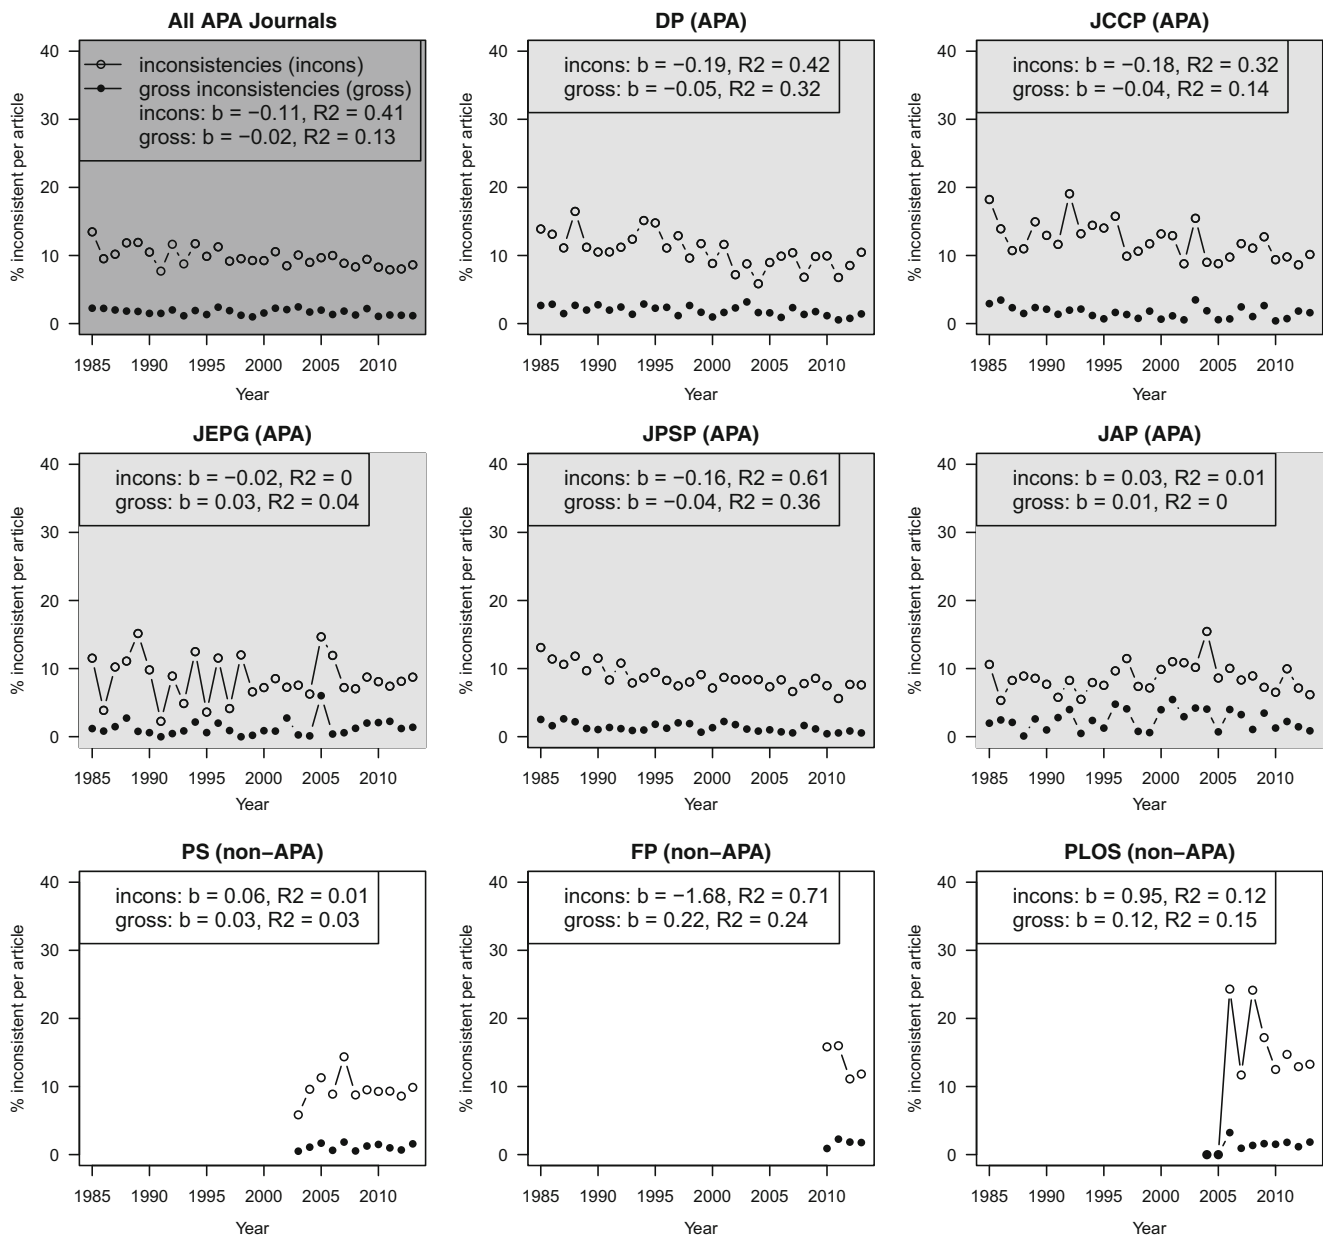 All APA Journals
% inconsistent per article
40
30
20
10
0
inconsistencies (incons)
gross inconsistencies (gross)
incons: b = −0.11, R2 = 0.41
gross: b = −0.02, R2 = 0.13
1985 1990 1995 2000 2005 2010
Year
DP (APA)
% inconsistent per article
40
30
20
10
0
incons: b = −0.19, R2 = 0.42
gross: b = −0.05, R2 = 0.32
1985 1990 1995 2000 2005 2010
Year
JCCP (APA)
% inconsistent per article
40
30
20
10
0
incons: b = −0.18, R2 = 0.32
gross: b = −0.04, R2 = 0.14
1985 1990 1995 2000 2005 2010
Year
JEPG (APA)
% inconsistent per article
40
30
20
10
0
incons: b = −0.02, R2 = 0
gross: b = 0.03, R2 = 0.04
1985 1990 1995 2000 2005 2010
Year
JPSP (APA)
% inconsistent per article
40
30
20
10
0
incons: b = −0.16, R2 = 0.61
gross: b = −0.04, R2 = 0.36
1985 1990 1995 2000 2005 2010
Year
JAP (APA)
% inconsistent per article
40
30
20
10
0
incons: b = 0.03, R2 = 0.01
gross: b = 0.01, R2 = 0
1985 1990 1995 2000 2005 2010
Year
PS (non−APA)
% inconsistent per article
40
30
20
10
0
incons: b = 0.06, R2 = 0.01
gross: b = 0.03, R2 = 0.03
1985 1990 1995 2000 2005 2010
Year
FP (non−APA)
% inconsistent per article
40
30
20
10
0
incons: b = −1.68, R2 = 0.71
gross: b = 0.22, R2 = 0.24
1985 1990 1995 2000 2005 2010
Year
PLOS (non−APA)
% inconsistent per article
40
30
20
10
0
incons: b = 0.95, R2 = 0.12
gross: b = 0.12, R2 = 0.15
1985 1990 1995 2000 2005 2010
Year